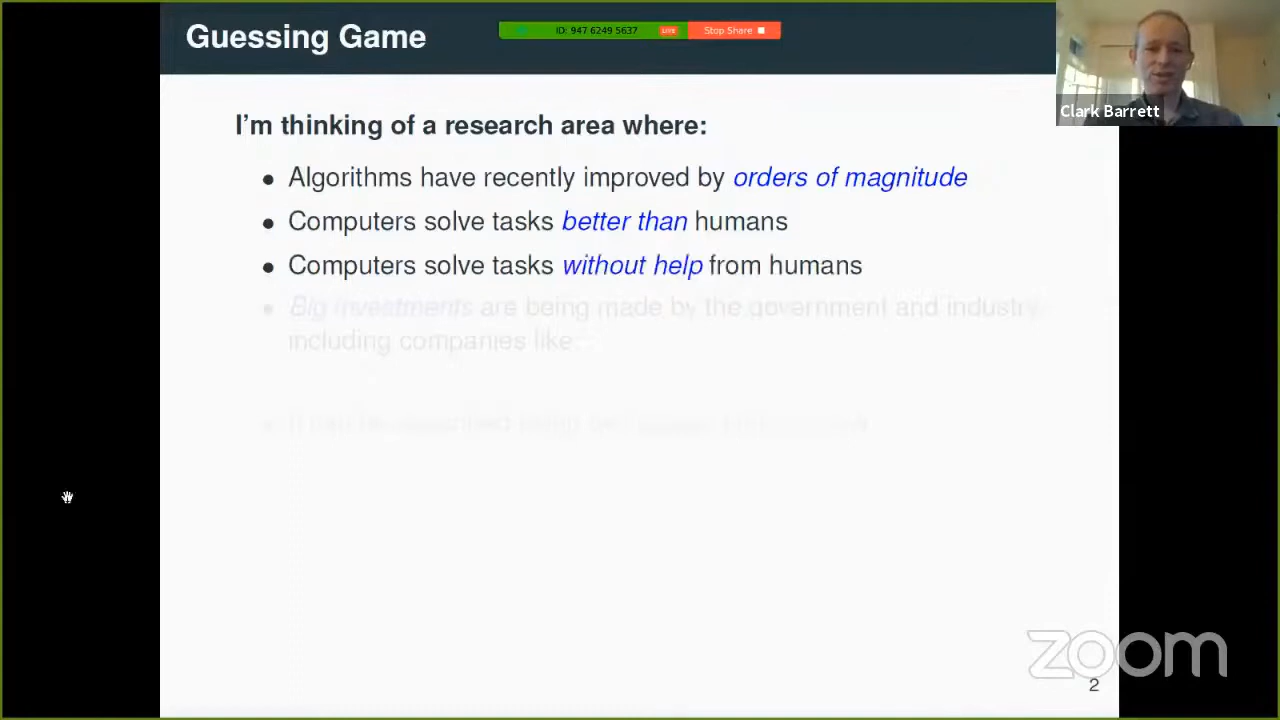 Guessing Game
ID: 947 6249 5637
LIVE
Stop Share
Clark Barrett
I'm thinking of a research area where:
• Algorithms have recently improved by orders of magnitude
• Computers solve tasks better than humans
• Computers solve tasks without help from humans
• Big investments are being made by the government and industry
including companies like
zoom
2